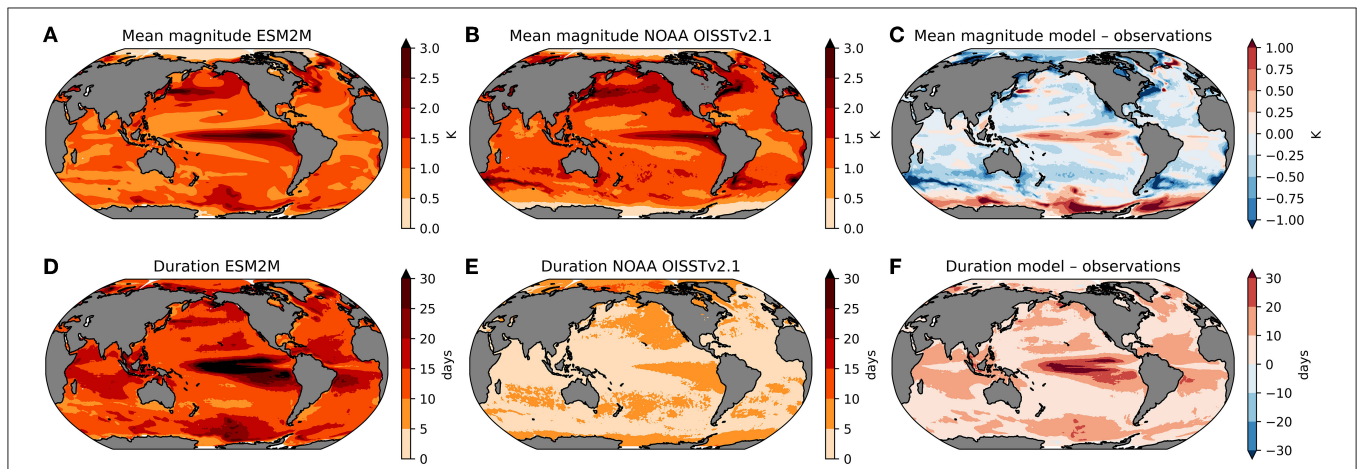 A
Mean magnitude ESM2M
3.0
2.5
2.0
1.5
1.0
0.5
0.0
K
B
Mean magnitude NOAA OISSTv2.1
3.0
2.5
2.0
1.5
1.0
0.5
0.0
K
C
Mean magnitude model – observations
1.00
0.75
0.50
0.25
0.00
−0.25
−0.50
−0.75
−1.00
K
D
Duration ESM2M
30
25
20
15
10
5
0
days
E
Duration NOAA OISSTv2.1
30
25
20
15
10
5
0
days
F
Duration model – observations
30
20
10
0
−10
−20
−30
days